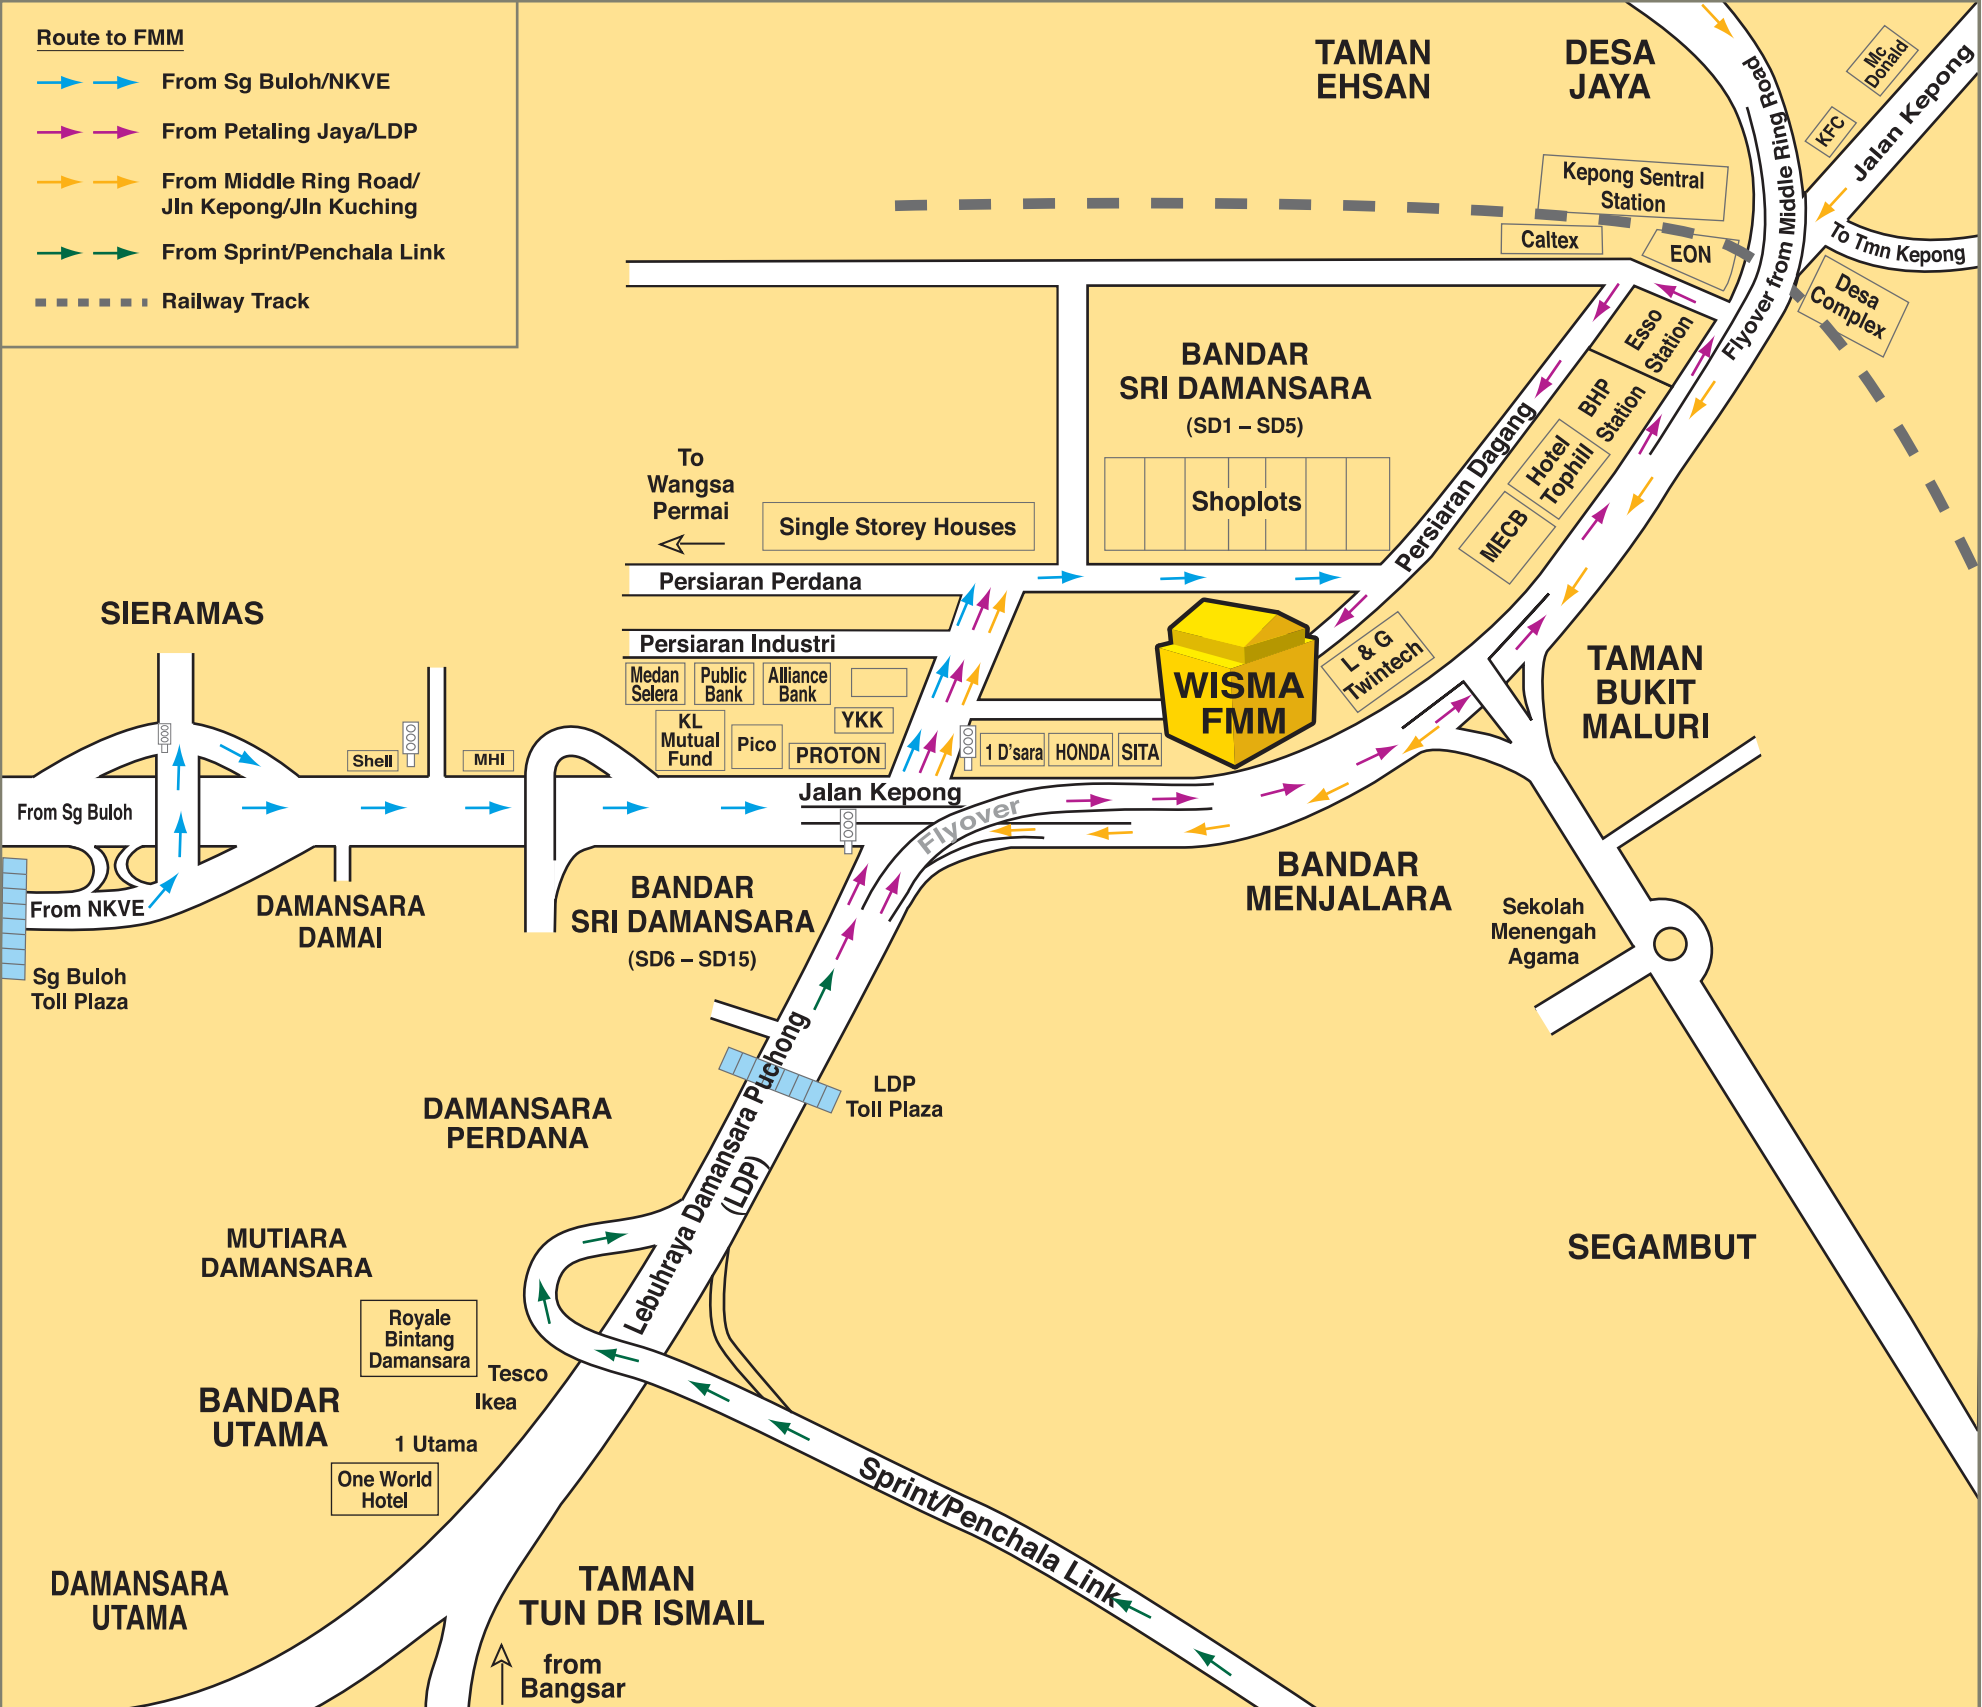 Route to FMM
From Sg Buloh/NKVE
From Petaling Jaya/LDP
From Middle Ring Road/
Jln Kepong/Jln Kuching
From Sprint/Penchala Link
Railway Track
TAMAN
EHSAN
DESA
JAYA
Mc
Donald
KFC
Jalan Kepong
Flyover from Middle Ring Road
To Tmn Kepong
Kepong Sentral
Station
Caltex
EON
Desa
Complex
Esso
Station
BHP
Station
Hotel
Tophill
MECB
Persiaran Dagang
BANDAR
SRI DAMANSARA
(SD1 – SD5)
Shoplots
To
Wangsa
Permai
Single Storey Houses
Persiaran Perdana
Persiaran Industri
Medan
Selera
Public
Bank
Alliance
Bank
KL
Mutual
Fund
Pico
YKK
PROTON
WISMA
FMM
L & G
Twintech
1 D'sara
HONDA
SITA
TAMAN
BUKIT
MALURI
SIERAMAS
Shell
MHI
From Sg Buloh
Jalan Kepong
Flyover
From NKVE
Sg Buloh
Toll Plaza
DAMANSARA
DAMAI
BANDAR
SRI DAMANSARA
(SD6 – SD15)
BANDAR
MENJALARA
Sekolah
Menengah
Agama
LDP
Toll Plaza
Lebuhraya Damansara Puchong
(LDP)
DAMANSARA
PERDANA
MUTIARA
DAMANSARA
SEGAMBUT
Royale
Bintang
Damansara
Tesco
Ikea
BANDAR
UTAMA
1 Utama
One World
Hotel
Sprint/Penchala Link
DAMANSARA
UTAMA
TAMAN
TUN DR ISMAIL
from
Bangsar